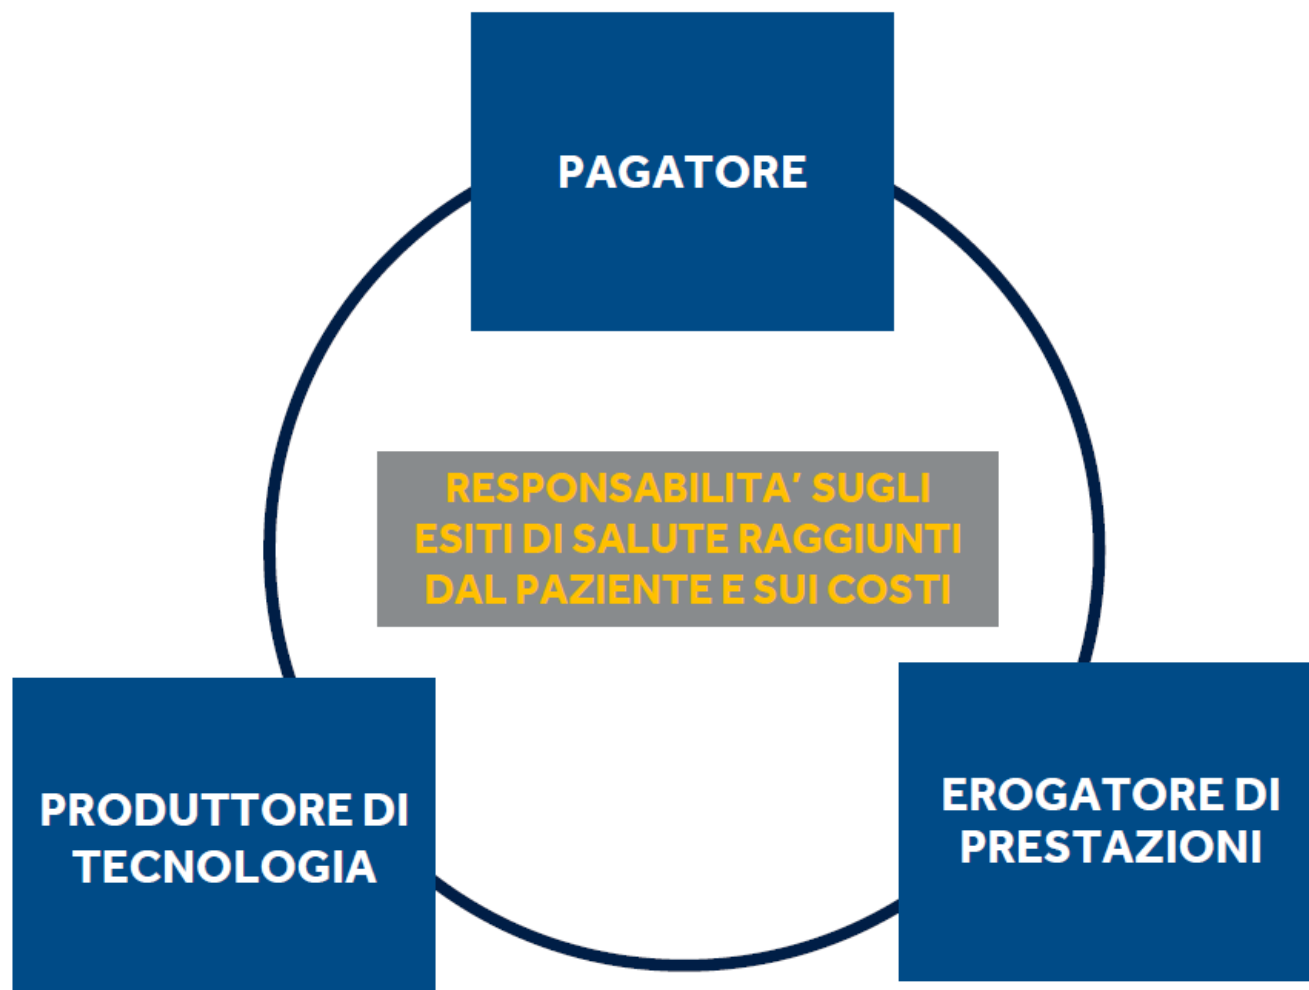 PAGATORE
RESPONSABILITA’ SUGLI
ESITI DI SALUTE RAGGIUNTI
DAL PAZIENTE E SUI COSTI
PRODUTTORE DI
TECNOLOGIA
EROGATORE DI
PRESTAZIONI